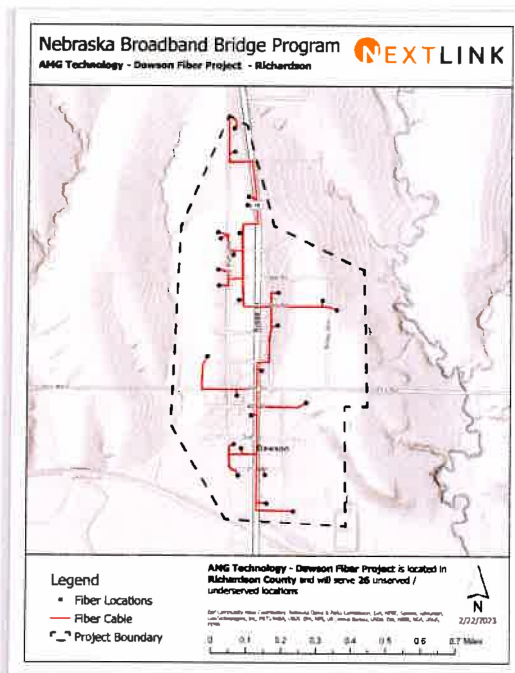 Nebraska Broadband Bridge Program
NEXTLINK
AMG Technology - Dawson Fiber Project - Richardson
Dawson
Legend
Fiber Locations
Fiber Cable
Project Boundary
AMG Technology - Dawson Fiber Project is located in
Richardson County and will serve 26 unserved /
underserved locations
N
2/22/2023
0 0.1 0.2 0.3 0.4 0.5 0.6 0.7 Miles